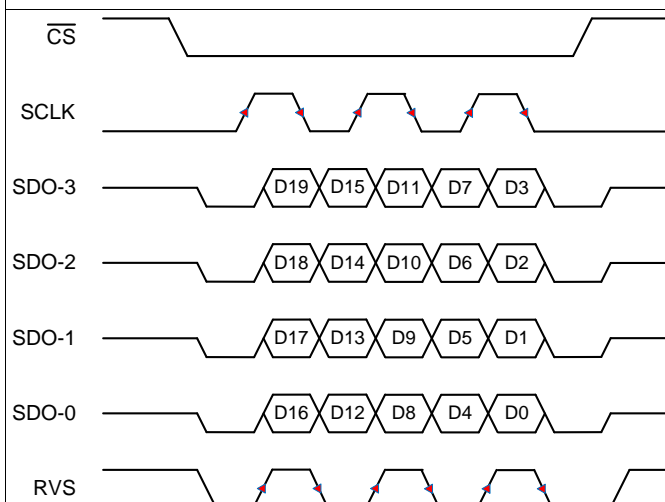 C̅S̅
SCLK
SDO-3 D19 D15 D11 D7 D3
SDO-2 D18 D14 D10 D6 D2
SDO-1 D17 D13 D9 D5 D1
SDO-0 D16 D12 D8 D4 D0
RVS